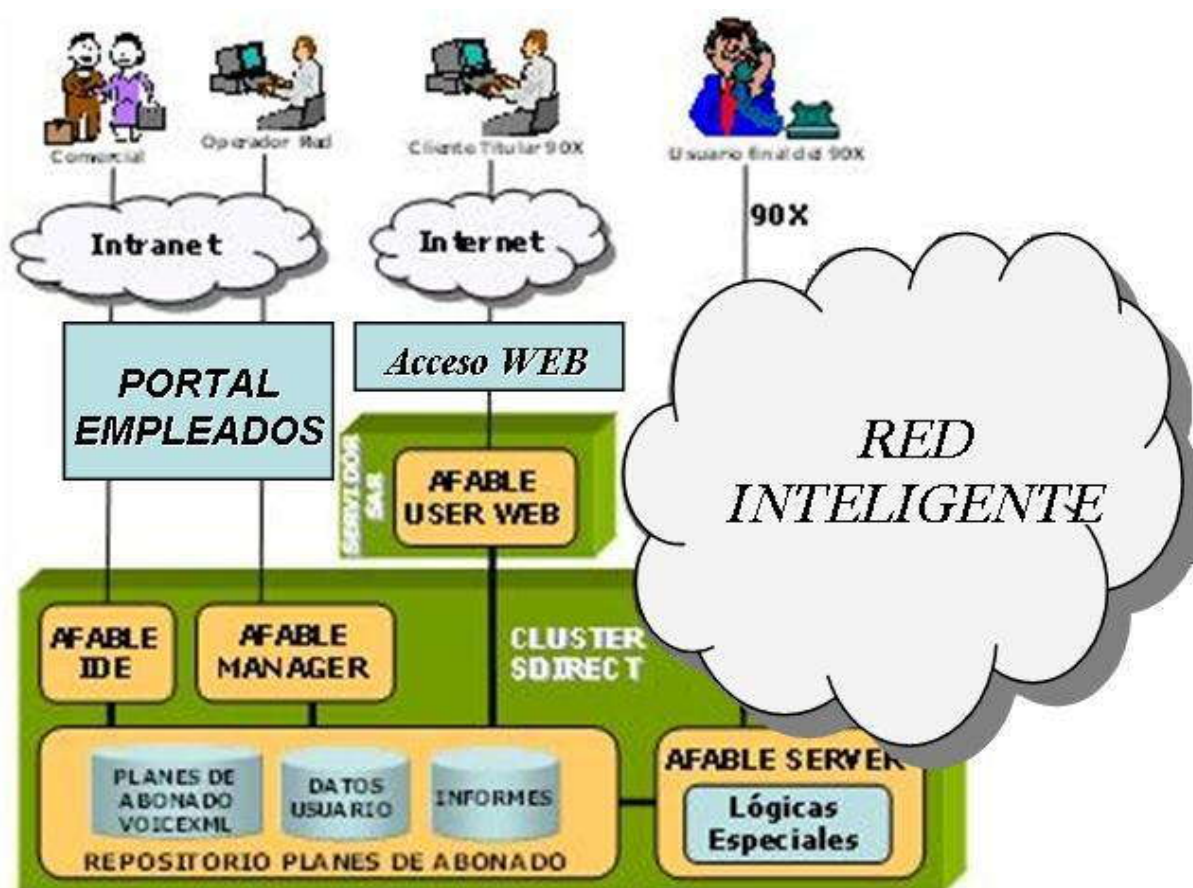 Comercial
Operador Red
Cliente Titular 90X
Usuario final del 90X
Intranet
Internet
90X
PORTAL
EMPLEADOS
Acceso WEB
RED
INTELIGENTE
SERVIDOR
SAR
AFABLE
USER WEB
AFABLE
IDE
AFABLE
MANAGER
CLUSTER
SDIRECT
PLANES DE
ABONADO
VOICEXML
DATOS
USUARIO
INFORMES
REPOSITORIO PLANES DE ABONADO
AFABLE SERVER
Lógicas
Especiales